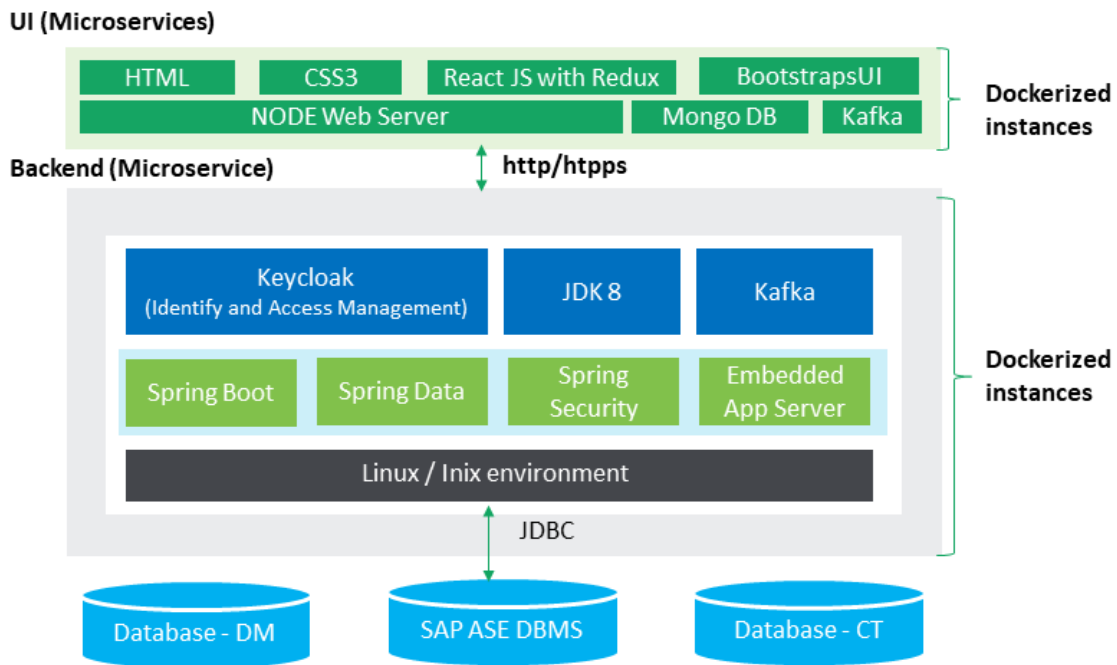 UI (Microservices)
HTML
CSS3
React JS with Redux
BootstrapsUI
NODE Web Server
Mongo DB
Kafka
Dockerized
instances
http/htpps
Backend (Microservice)
Keycloak
(Identify and Access Management)
JDK 8
Kafka
Spring Boot
Spring Data
Spring
Security
Embedded
App Server
Dockerized
instances
Linux / Inix environment
JDBC
Database - DM
SAP ASE DBMS
Database - CT